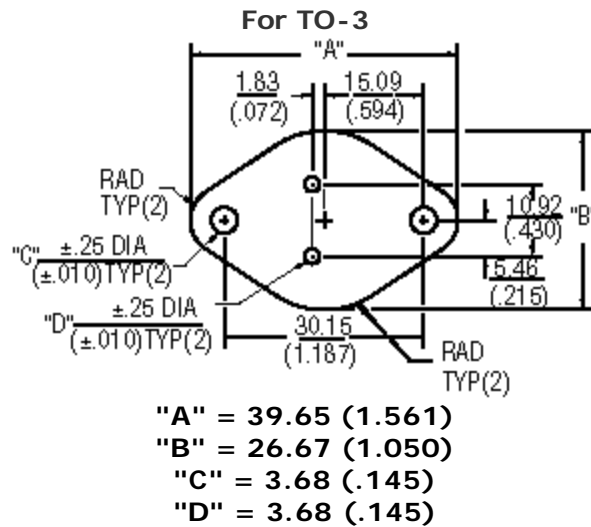 For TO-3
"A"
1.83
(.072)
15.09
(.594)
RAD
TYP(2)
10.92
(.430)
"B"
"C" ±.25 DIA
(±.010)TYP(2)
5.46
(.215)
"D" ±.25 DIA
(±.010)TYP(2)
30.15
(1.187)
RAD
TYP(2)
"A" = 39.65 (1.561)
"B" = 26.67 (1.050)
"C" = 3.68 (.145)
"D" = 3.68 (.145)